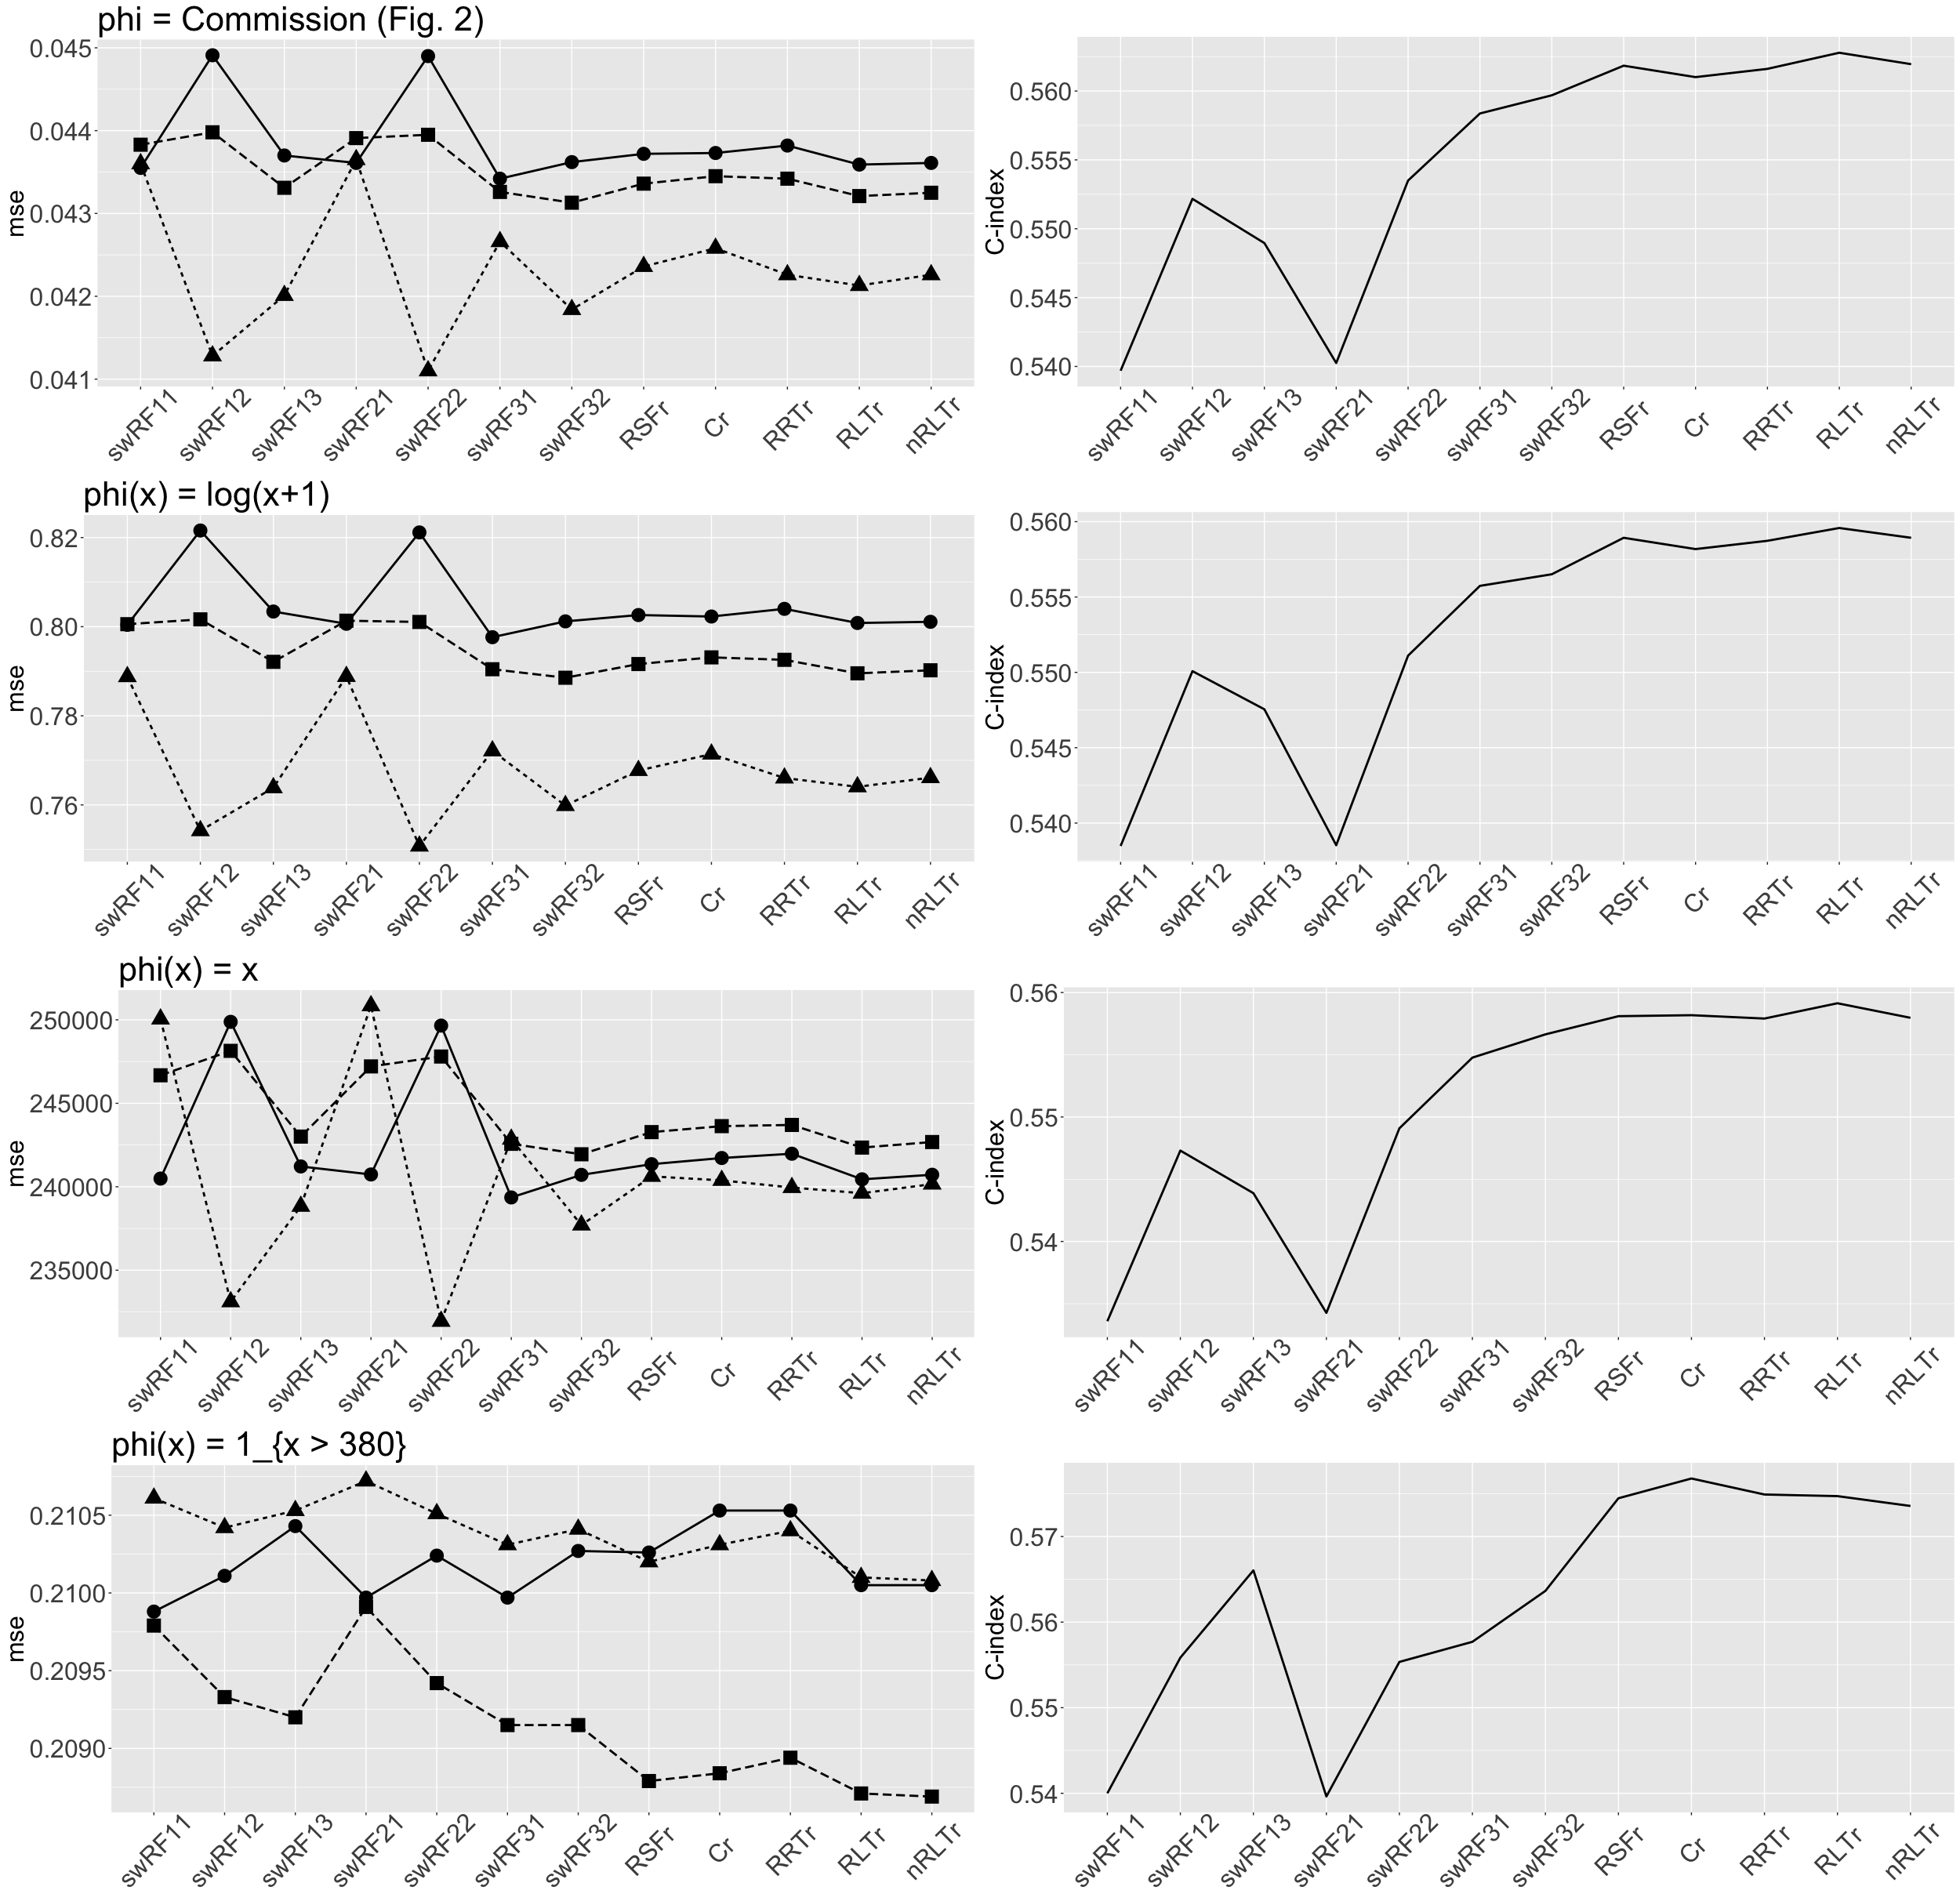 phi = Commission (Fig. 2)
0.045
0.044
0.043
0.042
0.041
mse
swRF11 swRF12 swRF13 swRF21 swRF22 swRF31 swRF32 RSFr Cr RRTr RLTr nRLTr
0.560
0.555
0.550
0.545
0.540
C-index
swRF11 swRF12 swRF13 swRF21 swRF22 swRF31 swRF32 RSFr Cr RRTr RLTr nRLTr
phi(x) = log(x+1)
0.82
0.80
0.78
0.76
mse
swRF11 swRF12 swRF13 swRF21 swRF22 swRF31 swRF32 RSFr Cr RRTr RLTr nRLTr
0.560
0.555
0.550
0.545
0.540
C-index
swRF11 swRF12 swRF13 swRF21 swRF22 swRF31 swRF32 RSFr Cr RRTr RLTr nRLTr
phi(x) = x
250000
245000
240000
235000
mse
swRF11 swRF12 swRF13 swRF21 swRF22 swRF31 swRF32 RSFr Cr RRTr RLTr nRLTr
0.56
0.55
0.54
C-index
swRF11 swRF12 swRF13 swRF21 swRF22 swRF31 swRF32 RSFr Cr RRTr RLTr nRLTr
phi(x) = 1_{x > 380}
0.2105
0.2100
0.2095
0.2090
mse
swRF11 swRF12 swRF13 swRF21 swRF22 swRF31 swRF32 RSFr Cr RRTr RLTr nRLTr
0.57
0.56
0.55
0.54
C-index
swRF11 swRF12 swRF13 swRF21 swRF22 swRF31 swRF32 RSFr Cr RRTr RLTr nRLTr